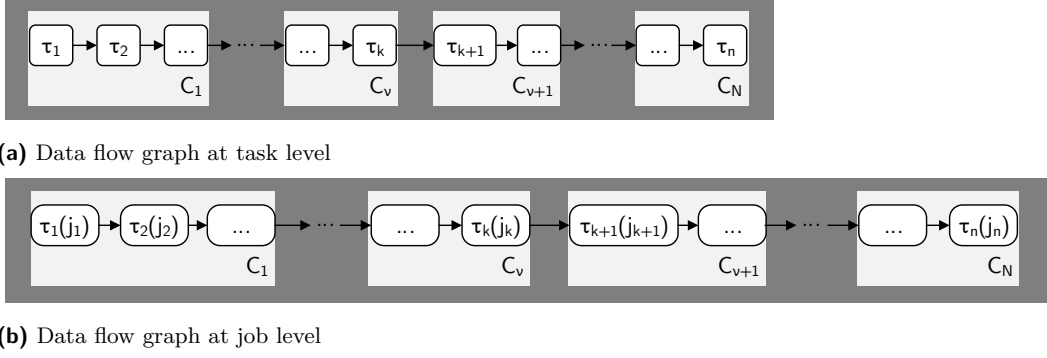 τ1 τ2 ... ... ... τk τk+1 ... ... ... τn
C1 Cν Cν+1 CN
(a) Data flow graph at task level
τ1(j1) τ2(j2) ... ... ... τk(jk) τk+1(jk+1) ... ... ... τn(jn)
C1 Cν Cν+1 CN
(b) Data flow graph at job level